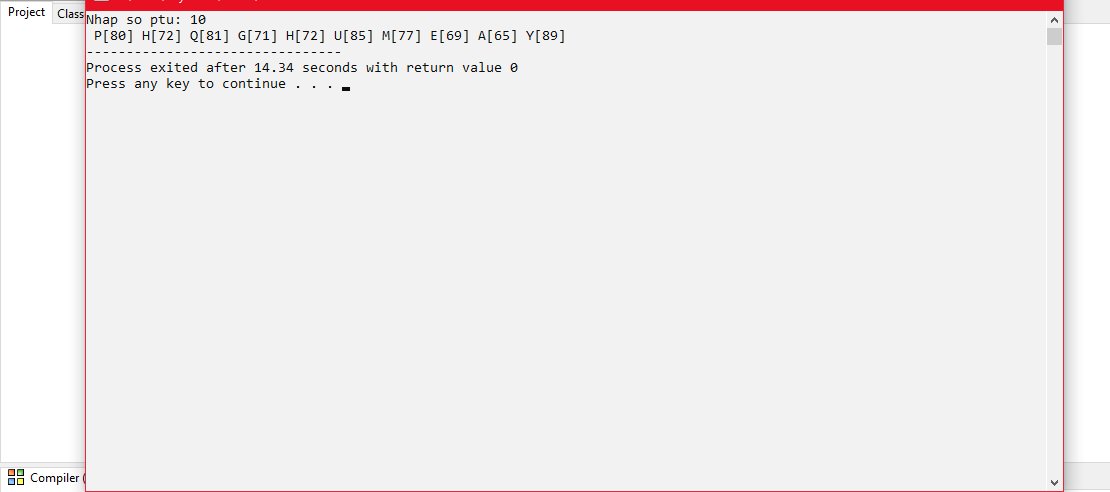 Project
Class
Nhap so ptu: 10
P[80] H[72] Q[81] G[71] H[72] U[85] M[77] E[69] A[65] Y[89]
--------------------------------
Process exited after 14.34 seconds with return value 0
Press any key to continue . . .
Compiler (